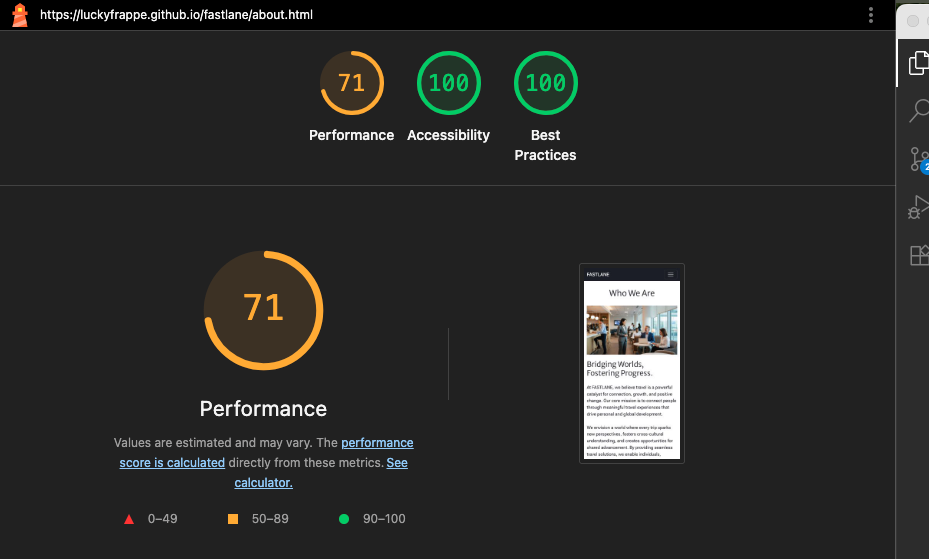 https://luckyfrappe.github.io/fastlane/about.html
71
100
100
Performance
Accessibility
Best
Practices
71
Performance
Values are estimated and may vary. The performance
score is calculated directly from these metrics. See
calculator.
0–49
50–89
90–100
FASTLANE
Who We Are
Bridging Worlds,
Fostering Progress.
At FASTLANE, we believe travel is a powerful
catalyst for connection, growth, and positive
change. Our core mission is to connect people
through meaningful travel experiences that
drive personal and global development.
We envision a world where every trip sparks
new perspectives, fosters cross-cultural
understanding, and creates opportunities for
shared advancement. By providing seamless
travel solutions, we enable individuals,
2